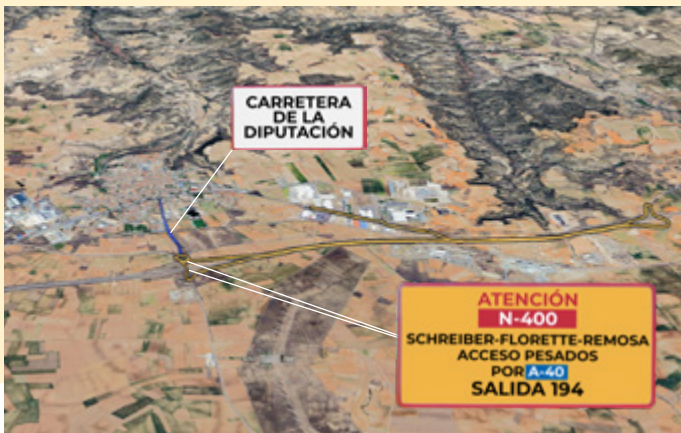 CARRETERA
DE LA
DIPUTACIÓN
ATENCIÓN
N-400
SCHREIBER-FLORETTE-REMOSA
ACCESO PESADOS
POR A-40
SALIDA 194